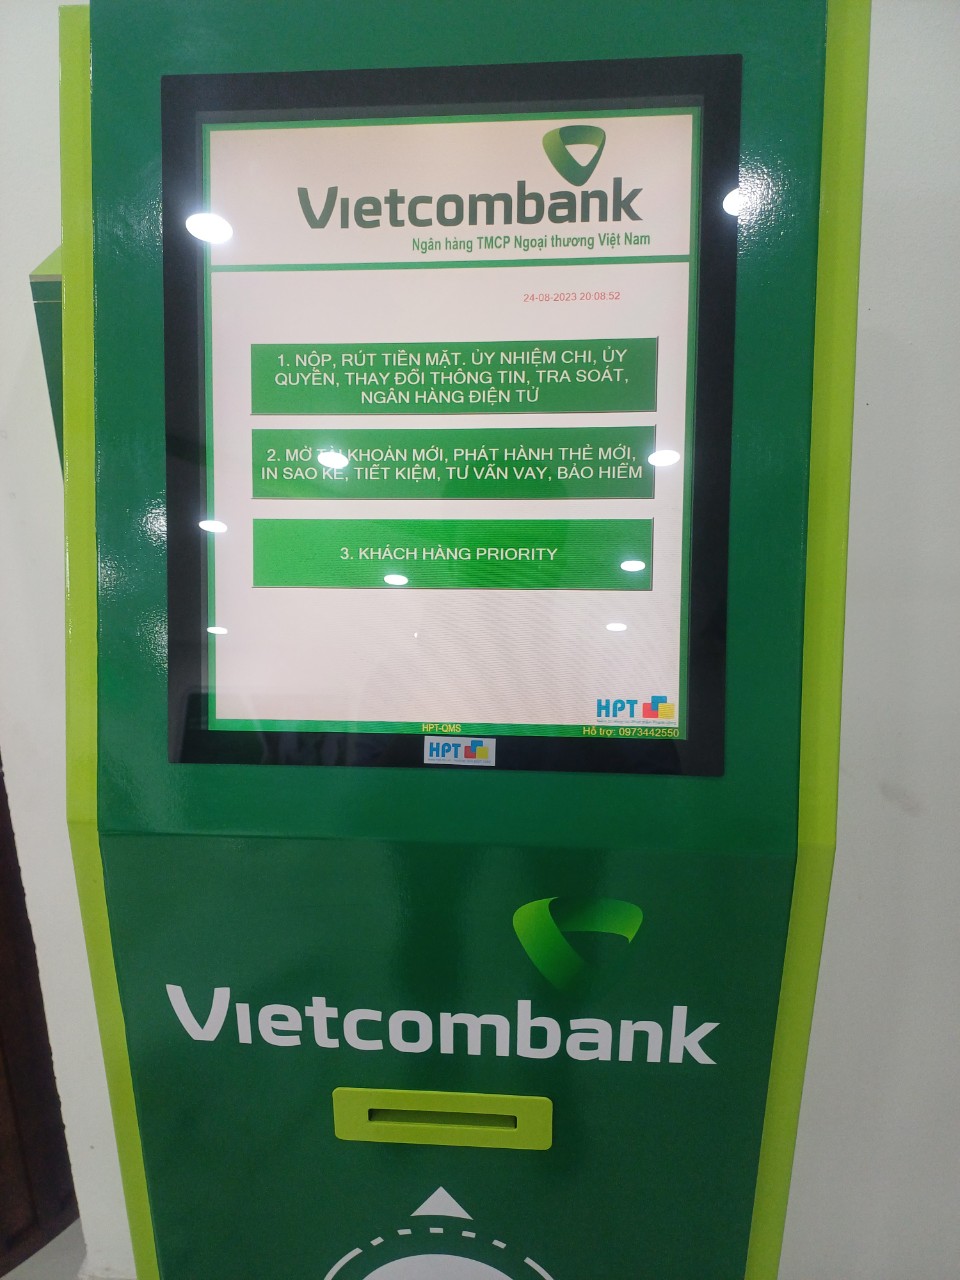 Vietcombank
Ngân hàng TMCP Ngoại thương Việt Nam
24-08-2023 20:08:52
1. NỘP, RÚT TIỀN MẶT. ỦY NHIỆM CHI, ỦY
QUYỀN, THAY ĐỔI THÔNG TIN, TRA SOÁT,
NGÂN HÀNG ĐIỆN TỬ
2. MỞ TÀI KHOẢN MỚI, PHÁT HÀNH THẺ MỚI,
IN SAO KÊ, TIẾT KIỆM, TƯ VẤN VAY, BẢO HIỂM
3. KHÁCH HÀNG PRIORITY
HPT
HPT-QMS
Hỗ trợ: 0973442550
HPT
Vietcombank